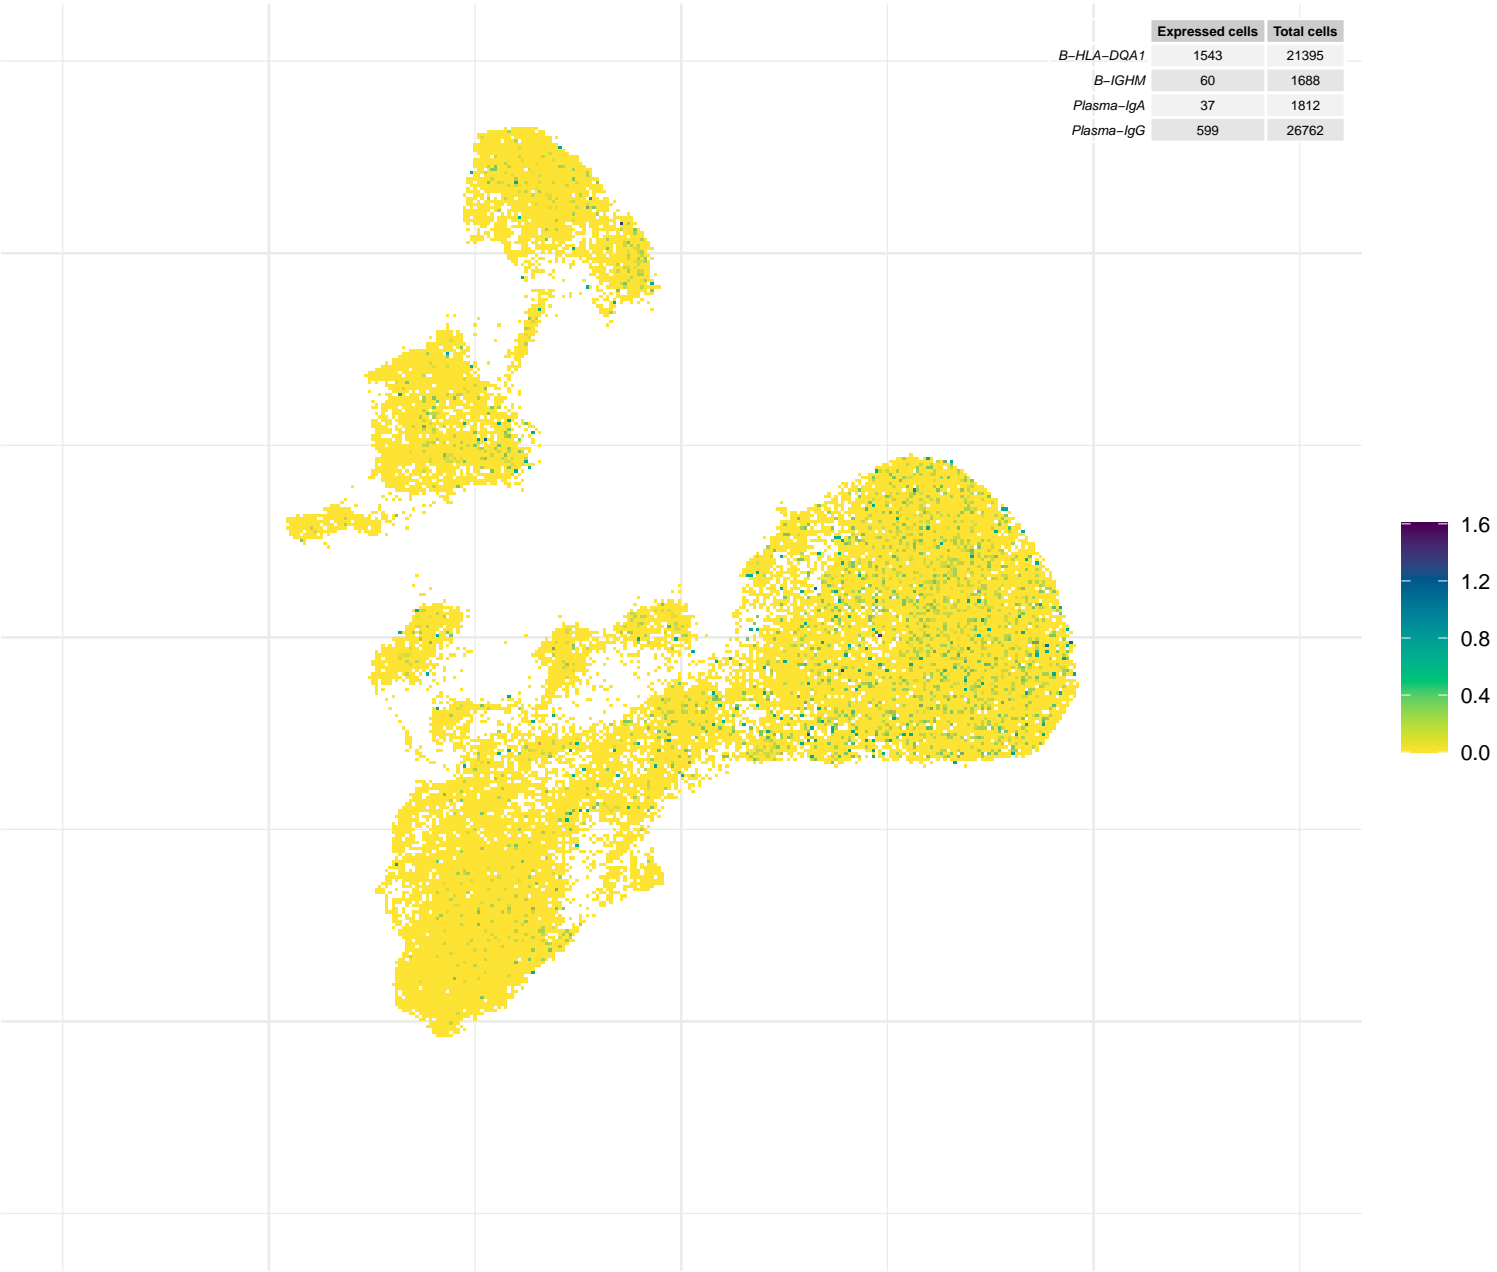 Expressed cells Total cells
B−HLA−DQA1 1543 21395
B−IGHM 60 1688
Plasma−IgA 37 1812
Plasma−IgG 599 26762
1.6
1.2
0.8
0.4
0.0